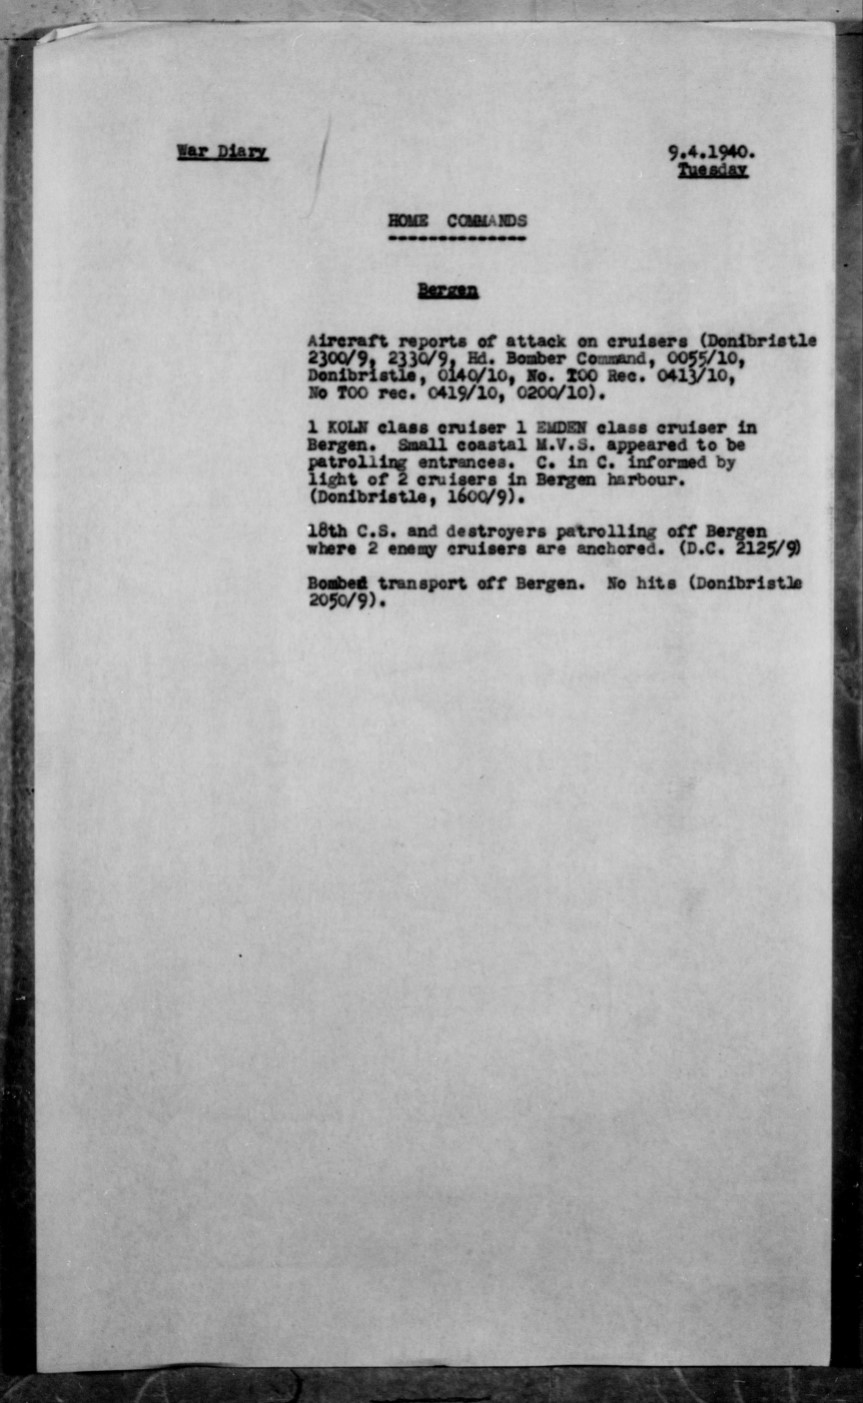 War Diary
9.4.1940.
Tuesday
HOME COMMANDS
Bergen
Aircraft reports of attack on cruisers (Donibristle
2300/9, 2330/9, Hd. Bomber Command, 0055/10,
Donibristle, 0140/10, No. TOO Rec. 0413/10,
No TOO rec. 0419/10, 0200/10).
1 KOLN class cruiser 1 EMDEN class cruiser in
Bergen. Small coastal M.V.S. appeared to be
patrolling entrances. C. in C. informed by
light of 2 cruisers in Bergen harbour.
(Donibristle, 1600/9).
18th C.S. and destroyers patrolling off Bergen
where 2 enemy cruisers are anchored. (D.C. 2125/9)
Bombed transport off Bergen. No hits (Donibristle
2050/9).